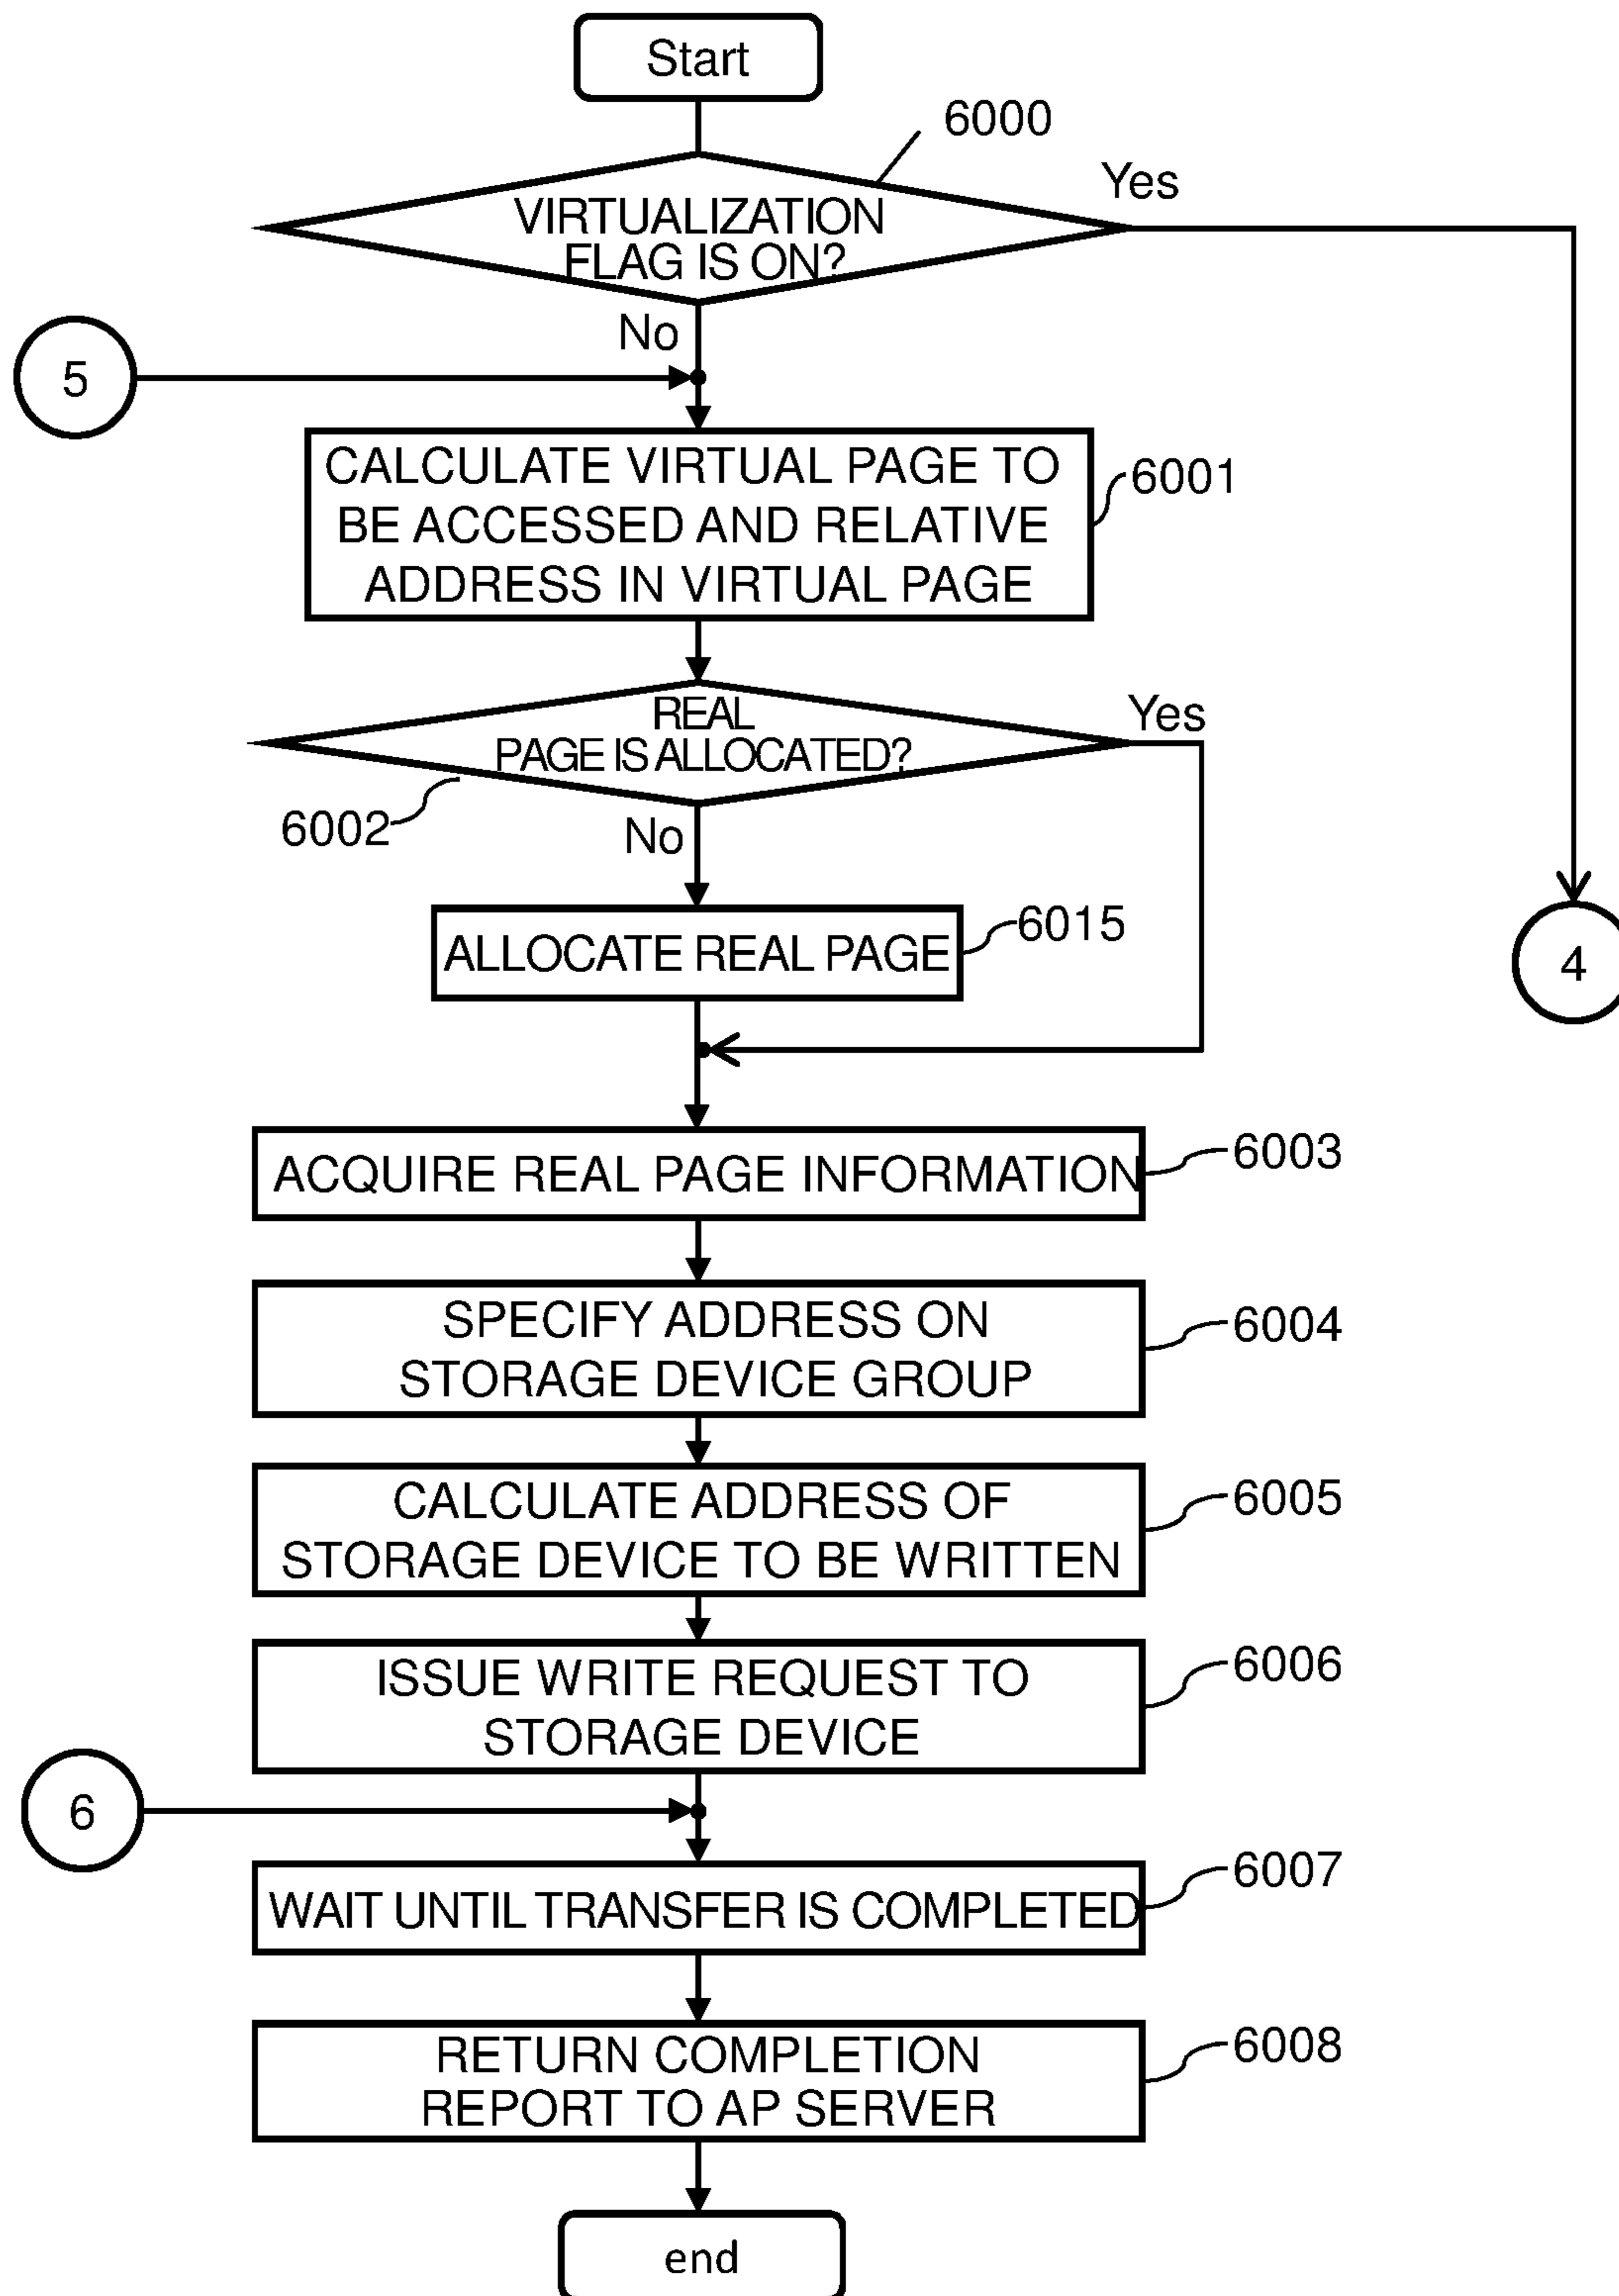 Start
6000
Yes
VIRTUALIZATION
FLAG IS ON?
No
5
CALCULATE VIRTUAL PAGE TO
BE ACCESSED AND RELATIVE
ADDRESS IN VIRTUAL PAGE
6001
REAL
PAGE IS ALLOCATED?
Yes
6002
No
ALLOCATE REAL PAGE
6015
4
ACQUIRE REAL PAGE INFORMATION
6003
SPECIFY ADDRESS ON
STORAGE DEVICE GROUP
6004
CALCULATE ADDRESS OF
STORAGE DEVICE TO BE WRITTEN
6005
ISSUE WRITE REQUEST TO
STORAGE DEVICE
6006
6
WAIT UNTIL TRANSFER IS COMPLETED
6007
RETURN COMPLETION
REPORT TO AP SERVER
6008
end